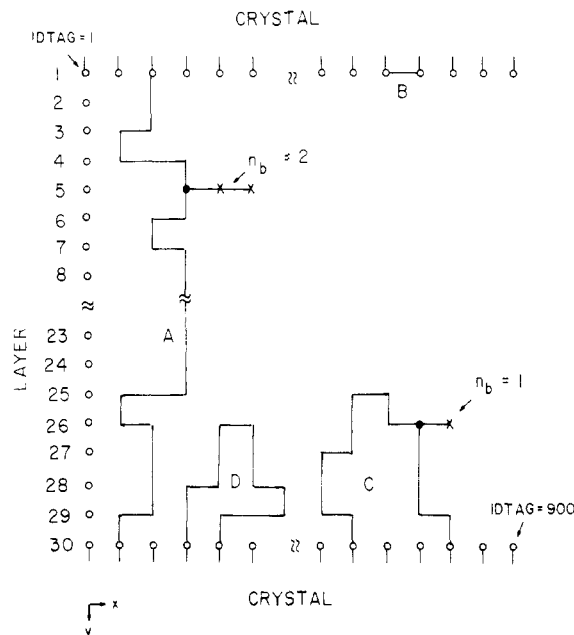 CRYSTAL
IDTAG = 1
1
B
2
3
4
n_b = 2
5
6
7
8
≈
23
A
24
LAYER
25
n_b = 1
26
27
28
D
C
29
IDTAG = 900
30
x
y
CRYSTAL